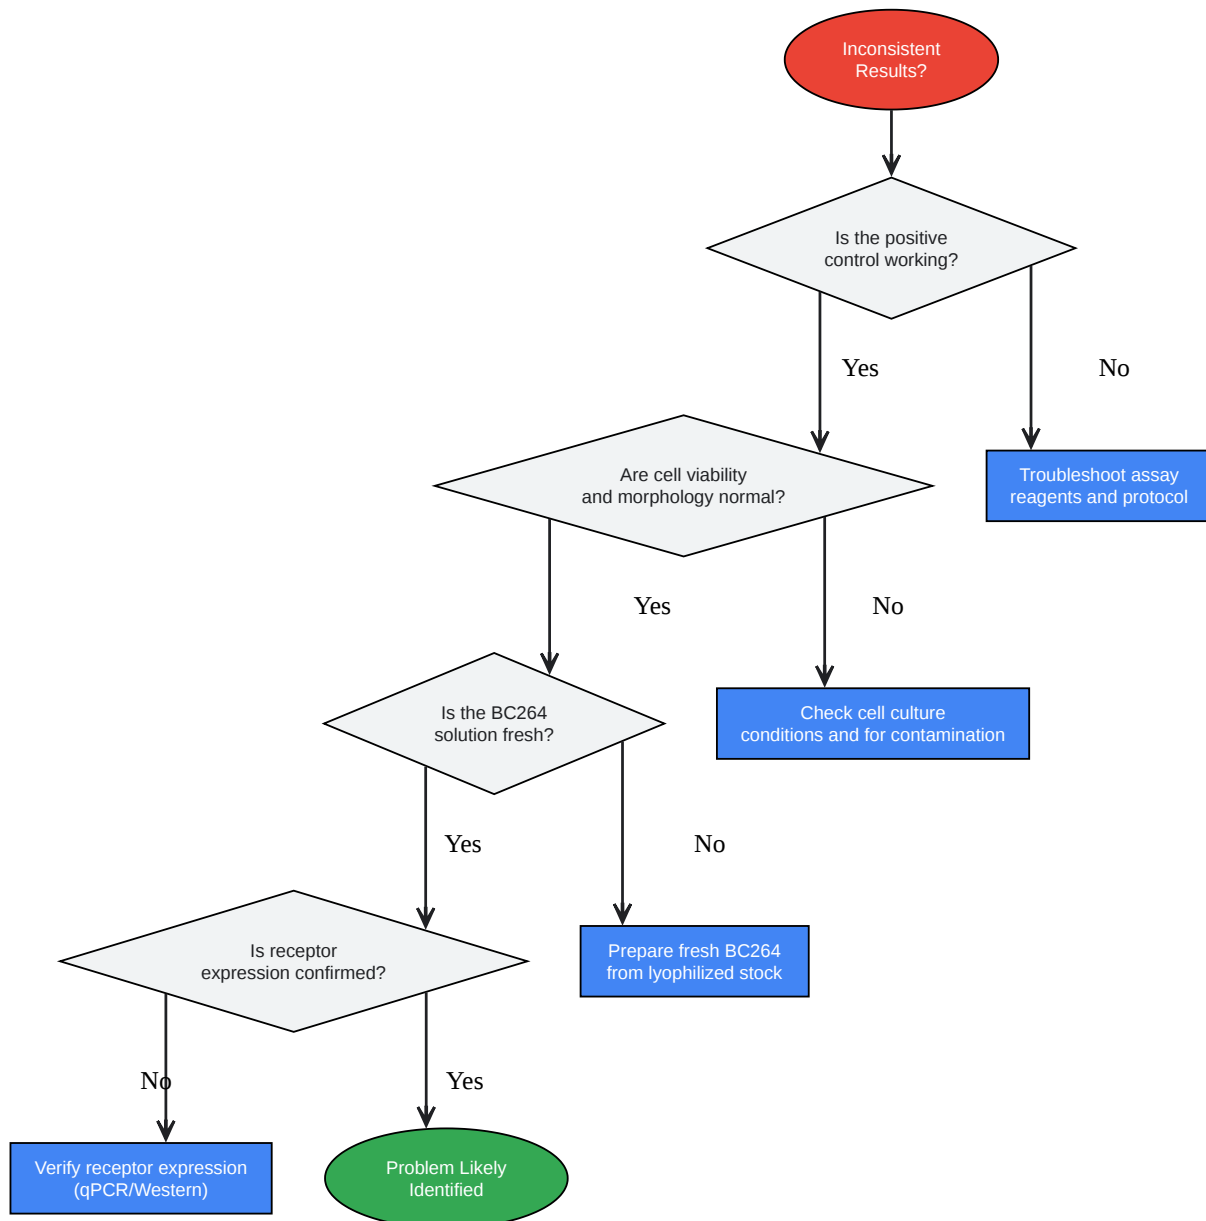 Inconsistent
Results?
Is the positive
control working?
Yes
No
Are cell viability
and morphology normal?
Troubleshoot assay
reagents and protocol
Yes
No
Is the BC264
solution fresh?
Check cell culture
conditions and for contamination
Yes
No
Is receptor
expression confirmed?
Prepare fresh BC264
from lyophilized stock
No
Yes
Verify receptor expression
(qPCR/Western)
Problem Likely
Identified